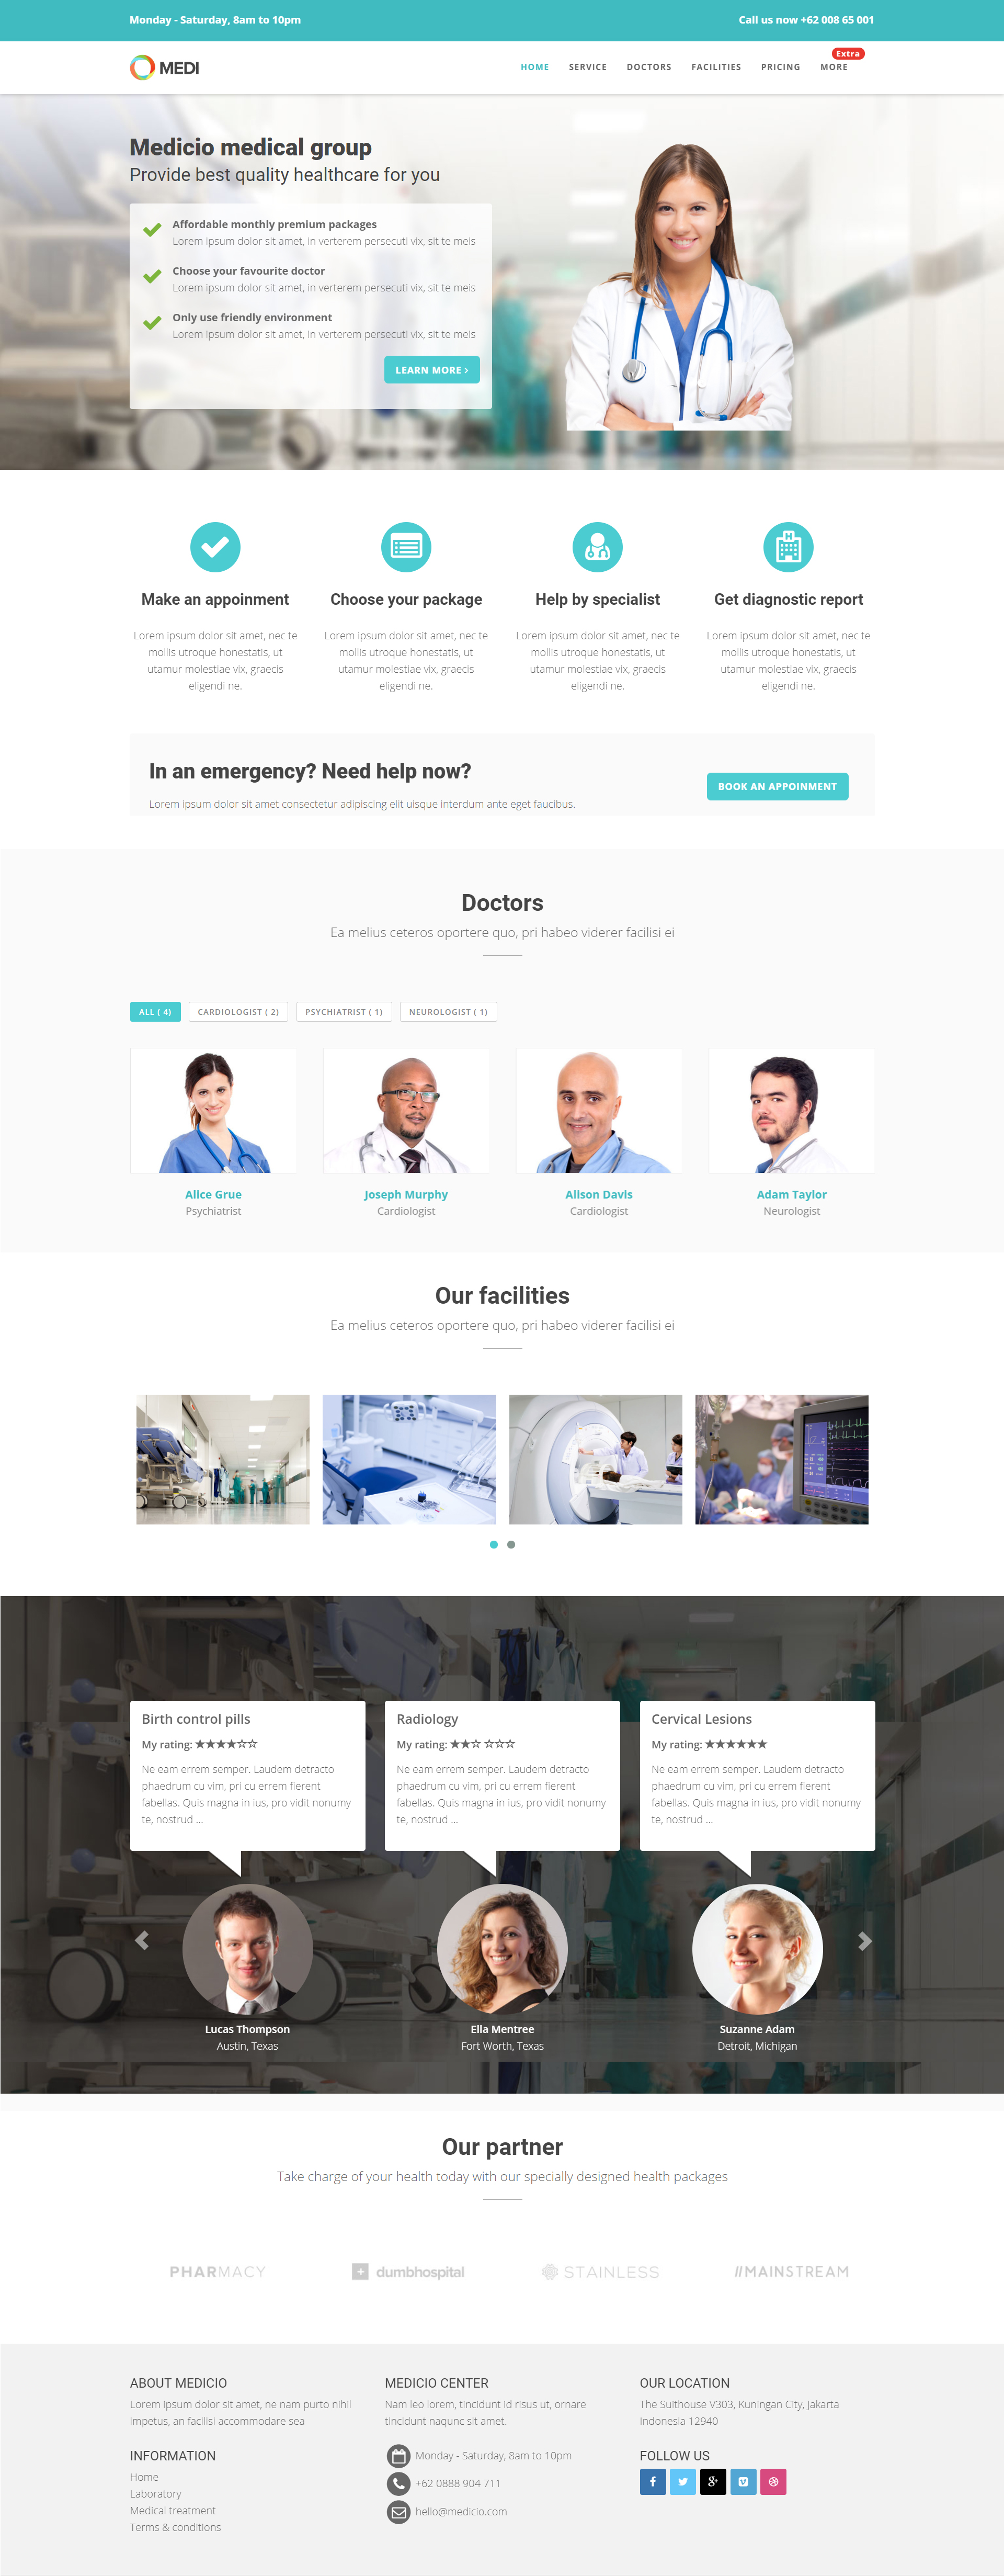 Monday - Saturday, 8am to 10pm
Call us now +62 008 65 001
MEDI
HOME
SERVICE
DOCTORS
FACILITIES
PRICING
Extra
MORE
Medicio medical group
Provide best quality healthcare for you
Affordable monthly premium packages
Lorem ipsum dolor sit amet, in verterem persecuti vix, sit te meis
Choose your favourite doctor
Lorem ipsum dolor sit amet, in verterem persecuti vix, sit te meis
Only use friendly environment
Lorem ipsum dolor sit amet, in verterem persecuti vix, sit te meis
LEARN MORE ›
Make an appoinment
Lorem ipsum dolor sit amet, nec te
mollis utroque honestatis, ut
utamur molestiae vix, graecis
eligendi ne.
Choose your package
Lorem ipsum dolor sit amet, nec te
mollis utroque honestatis, ut
utamur molestiae vix, graecis
eligendi ne.
Help by specialist
Lorem ipsum dolor sit amet, nec te
mollis utroque honestatis, ut
utamur molestiae vix, graecis
eligendi ne.
Get diagnostic report
Lorem ipsum dolor sit amet, nec te
mollis utroque honestatis, ut
utamur molestiae vix, graecis
eligendi ne.
In an emergency? Need help now?
Lorem ipsum dolor sit amet consectetur adipiscing elit uisque interdum ante eget faucibus.
BOOK AN APPOINMENT
Doctors
Ea melius ceteros oportere quo, pri habeo viderer facilisi ei
ALL ( 4)
CARDIOLOGIST ( 2)
PSYCHIATRIST ( 1)
NEUROLOGIST ( 1)
Alice Grue
Psychiatrist
Joseph Murphy
Cardiologist
Alison Davis
Cardiologist
Adam Taylor
Neurologist
Our facilities
Ea melius ceteros oportere quo, pri habeo viderer facilisi ei
Birth control pills
My rating: ★★★★☆☆
Ne eam errem semper. Laudem detracto
phaedrum cu vim, pri cu errem fierent
fabellas. Quis magna in ius, pro vidit nonumy
te, nostrud ...
Lucas Thompson
Austin, Texas
Radiology
My rating: ★★☆ ☆☆☆
Ne eam errem semper. Laudem detracto
phaedrum cu vim, pri cu errem fierent
fabellas. Quis magna in ius, pro vidit nonumy
te, nostrud ...
Ella Mentree
Fort Worth, Texas
Cervical Lesions
My rating: ★★★★★★
Ne eam errem semper. Laudem detracto
phaedrum cu vim, pri cu errem fierent
fabellas. Quis magna in ius, pro vidit nonumy
te, nostrud ...
Suzanne Adam
Detroit, Michigan
Our partner
Take charge of your health today with our specially designed health packages
PHARMACY
dumbhospital
STAINLESS
//MAINSTREAM
ABOUT MEDICIO
Lorem ipsum dolor sit amet, ne nam purto nihil
impetus, an facilisi accommodare sea
INFORMATION
Home
Laboratory
Medical treatment
Terms & conditions
MEDICIO CENTER
Nam leo lorem, tincidunt id risus ut, ornare
tincidunt naqunc sit amet.
Monday - Saturday, 8am to 10pm
+62 0888 904 711
hello@medicio.com
OUR LOCATION
The Suithouse V303, Kuningan City, Jakarta
Indonesia 12940
FOLLOW US